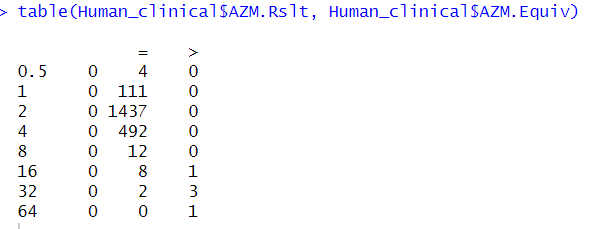 > table(Human_clinical$AZM.Rslt, Human_clinical$AZM.Equiv)
= >
0.5 0 4 0
1 0 111 0
2 0 1437 0
4 0 492 0
8 0 12 0
16 0 8 1
32 0 2 3
64 0 0 1